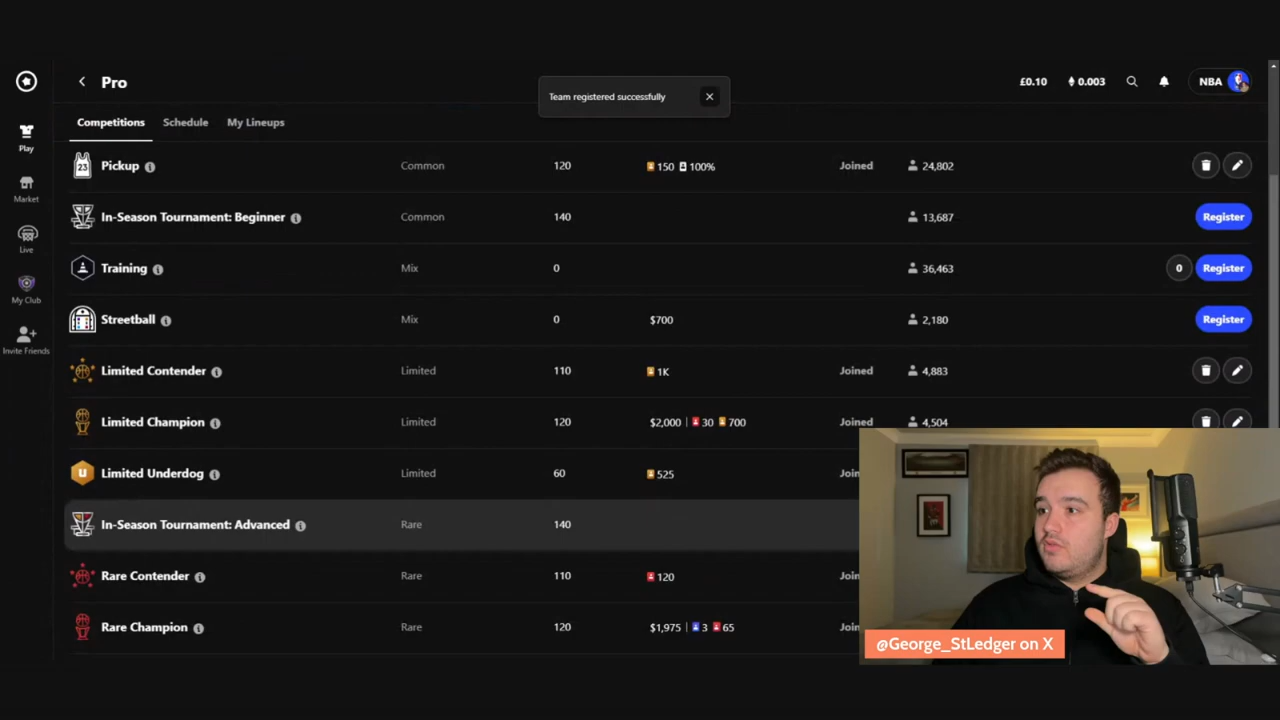 Pro
Team registered successfully
£0.10
0.003
NBA
Competitions Schedule My Lineups
Play
Market
Live
My Club
Invite Friends
23 Pickup Common 120 150 100% Joined 24,802
In-Season Tournament: Beginner Common 140 13,687 Register
Training Mix 0 36,463 0 Register
Streetball Mix 0 $700 2,180 Register
Limited Contender Limited 110 1K Joined 4,883
Limited Champion Limited 120 $2,000 | 30 700 Joined 4,504
U Limited Underdog Limited 60 525
In-Season Tournament: Advanced Rare 140
Rare Contender Rare 110 120
Rare Champion Rare 120 $1,975 | 3 65
@George_StLedger on X